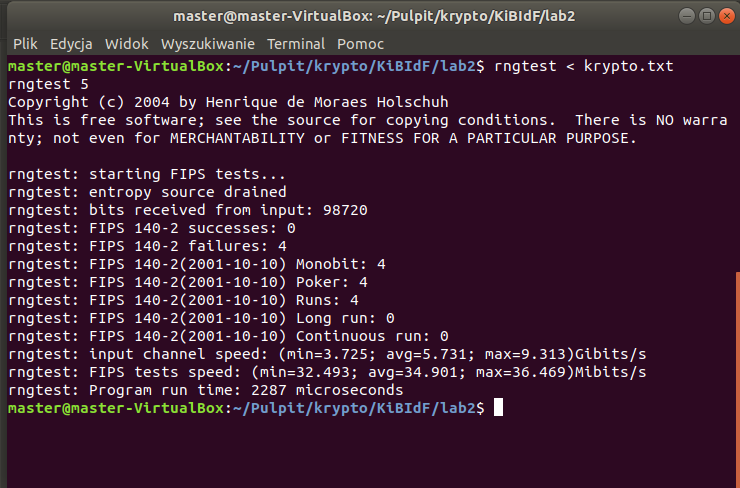 master@master-VirtualBox: ~/Pulpit/krypto/KiBIdF/lab2
Plik Edycja Widok Wyszukiwanie Terminal Pomoc
master@master-VirtualBox:~/Pulpit/krypto/KiBIdF/lab2$ rngtest < krypto.txt
rngtest 5
Copyright (c) 2004 by Henrique de Moraes Holschuh
This is free software; see the source for copying conditions.  There is NO warra
nty; not even for MERCHANTABILITY or FITNESS FOR A PARTICULAR PURPOSE.

rngtest: starting FIPS tests...
rngtest: entropy source drained
rngtest: bits received from input: 98720
rngtest: FIPS 140-2 successes: 0
rngtest: FIPS 140-2 failures: 4
rngtest: FIPS 140-2(2001-10-10) Monobit: 4
rngtest: FIPS 140-2(2001-10-10) Poker: 4
rngtest: FIPS 140-2(2001-10-10) Runs: 4
rngtest: FIPS 140-2(2001-10-10) Long run: 0
rngtest: FIPS 140-2(2001-10-10) Continuous run: 0
rngtest: input channel speed: (min=3.725; avg=5.731; max=9.313)Gibits/s
rngtest: FIPS tests speed: (min=32.493; avg=34.901; max=36.469)Mibits/s
rngtest: Program run time: 2287 microseconds
master@master-VirtualBox:~/Pulpit/krypto/KiBIdF/lab2$